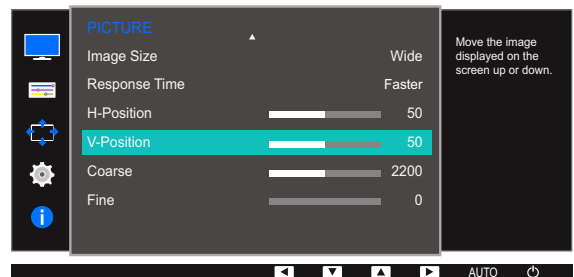 PICTURE
Image Size Wide
Response Time Faster
H-Position 50
V-Position 50
Coarse 2200
Fine 0
Move the image
displayed on the
screen up or down.
AUTO